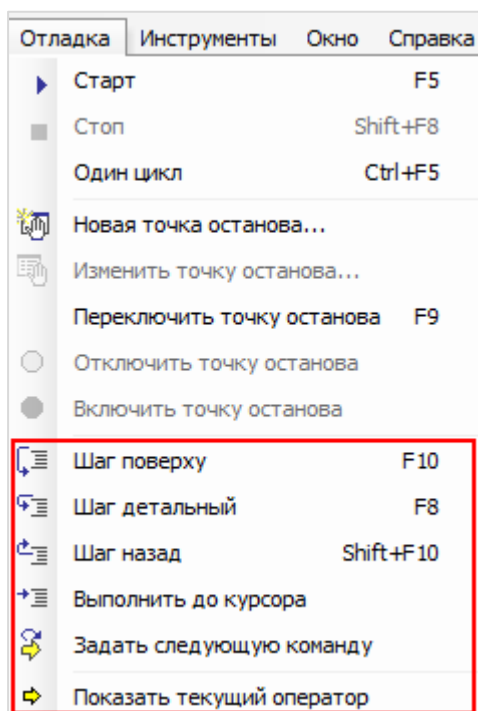 Отладка Инструменты Окно Справка
Старт F5
Стоп Shift+F8
Один цикл Ctrl+F5
Новая точка останова...
Изменить точку останова...
Переключить точку останова F9
Отключить точку останова
Включить точку останова
Шаг поверху F10
Шаг детальный F8
Шаг назад Shift+F10
Выполнить до курсора
Задать следующую команду
Показать текущий оператор